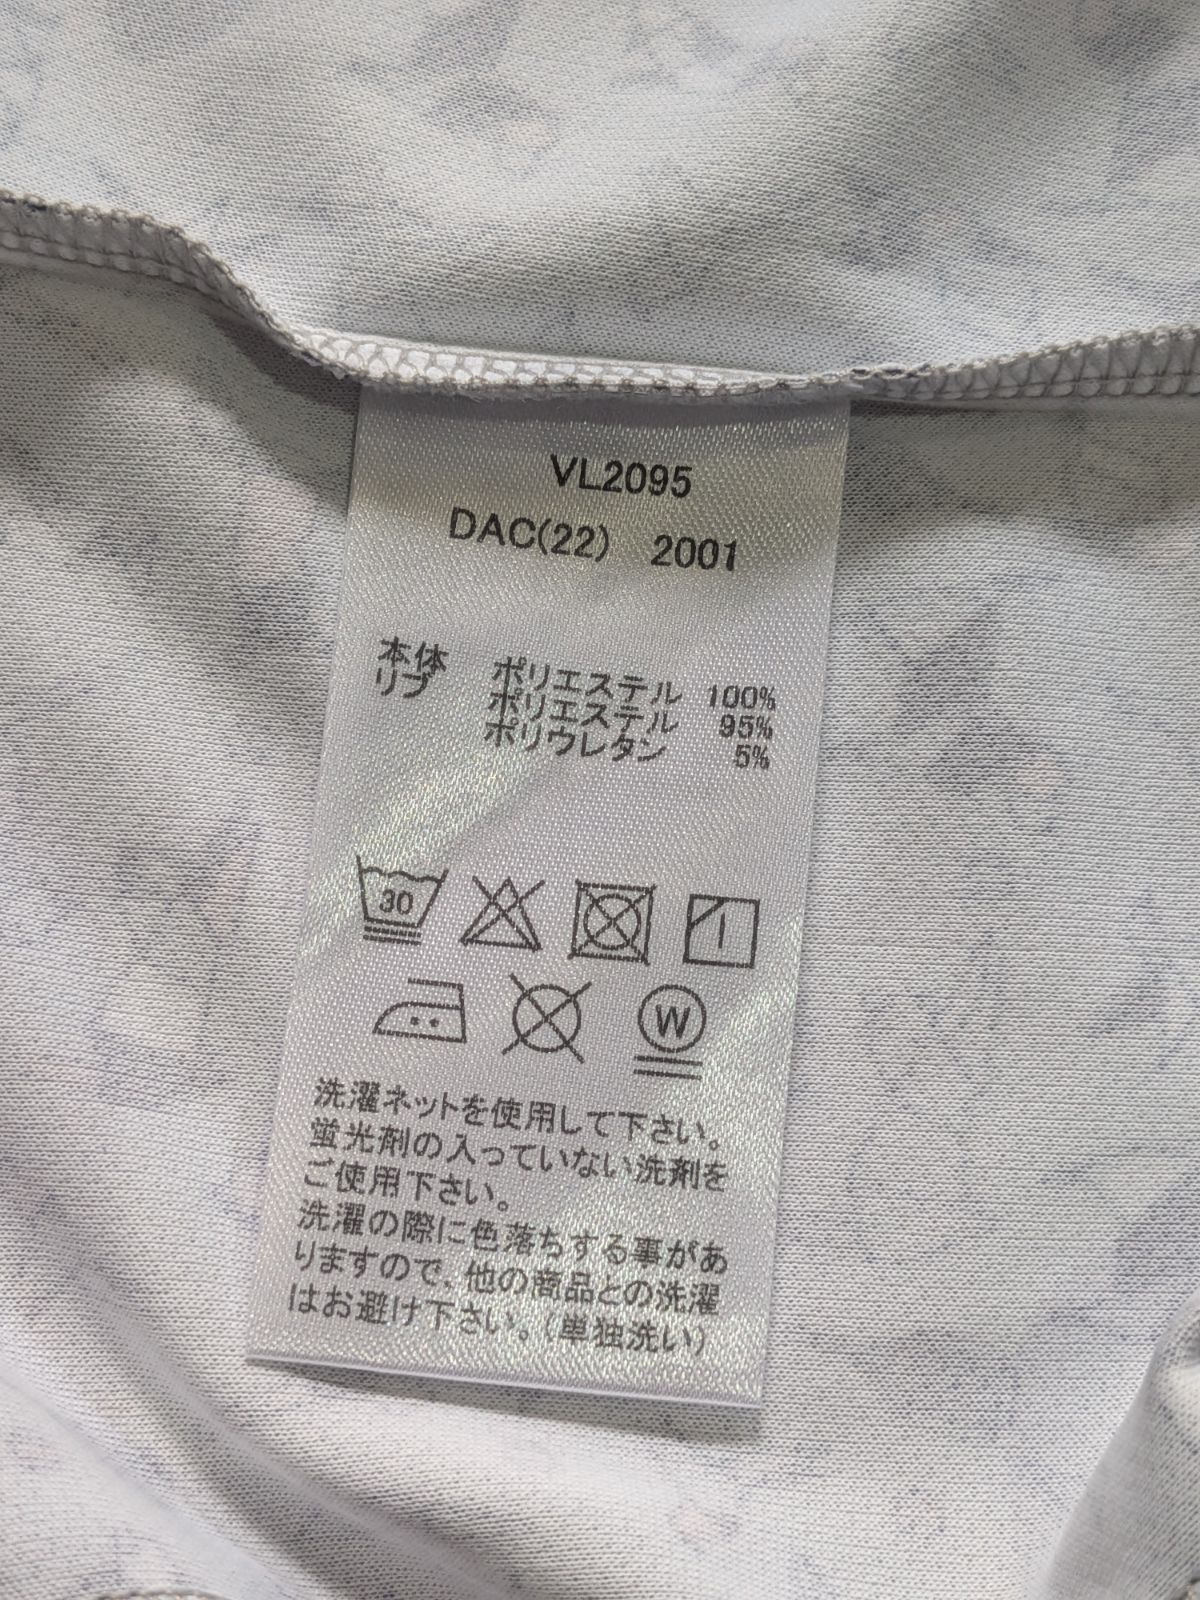 VL2095
DAC(22) 2001
本体 ポリエステル 100%
リブ ポリエステル 95%
ポリウレタン 5%
30
W
洗濯ネットを使用して下さい。
蛍光剤の入っていない洗剤を
ご使用下さい。
洗濯の際に色落ちする事があ
りますので、他の商品との洗濯
はお避け下さい。(単独洗い)